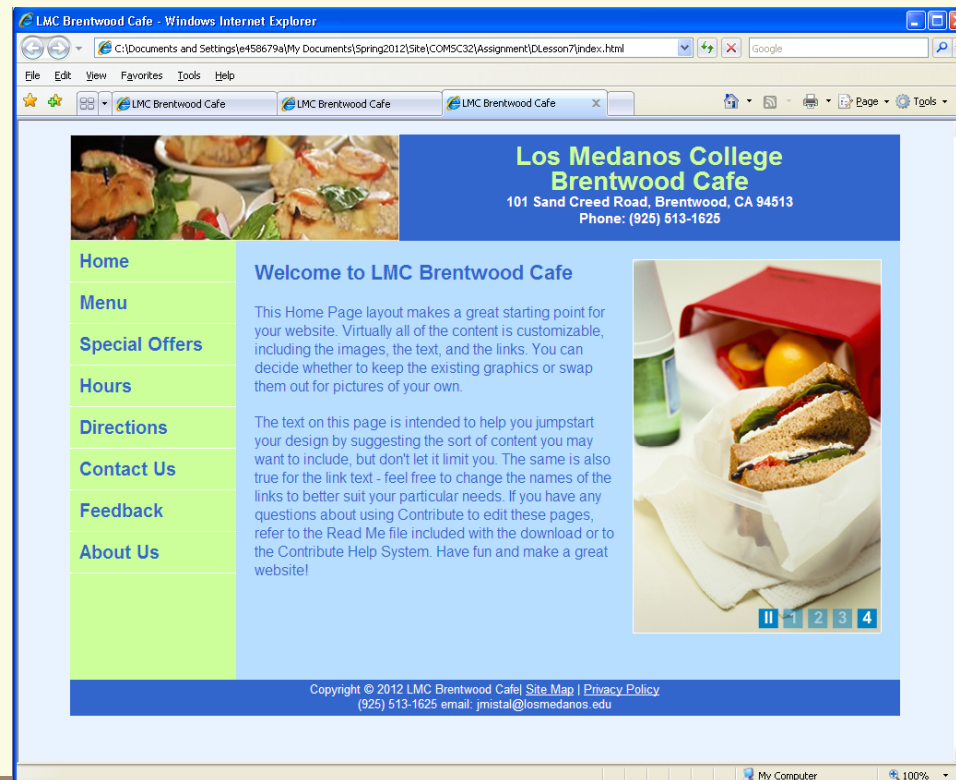 LMC Brentwood Cafe - Windows Internet Explorer
C:\Documents and Settings\e458679a\My Documents\Spring2012\Site\COMSC32\Assignment\DLesson7\index.html
Google
File Edit View Favorites Tools Help
LMC Brentwood Cafe LMC Brentwood Cafe LMC Brentwood Cafe X
Page Tools
Los Medanos College
Brentwood Cafe
101 Sand Creed Road, Brentwood, CA 94513
Phone: (925) 513-1625
Home
Menu
Special Offers
Hours
Directions
Contact Us
Feedback
About Us
Welcome to LMC Brentwood Cafe
This Home Page layout makes a great starting point for
your website. Virtually all of the content is customizable,
including the images, the text, and the links. You can
decide whether to keep the existing graphics or swap
them out for pictures of your own.
The text on this page is intended to help you jumpstart
your design by suggesting the sort of content you may
want to include, but don't let it limit you. The same is also
true for the link text - feel free to change the names of the
links to better suit your particular needs. If you have any
questions about using Contribute to edit these pages,
refer to the Read Me file included with the download or to
the Contribute Help System. Have fun and make a great
website!
1 2 3 4
Copyright © 2012 LMC Brentwood Cafe| Site Map | Privacy Policy
(925) 513-1625 email: jmistal@losmedanos.edu
My Computer 100%